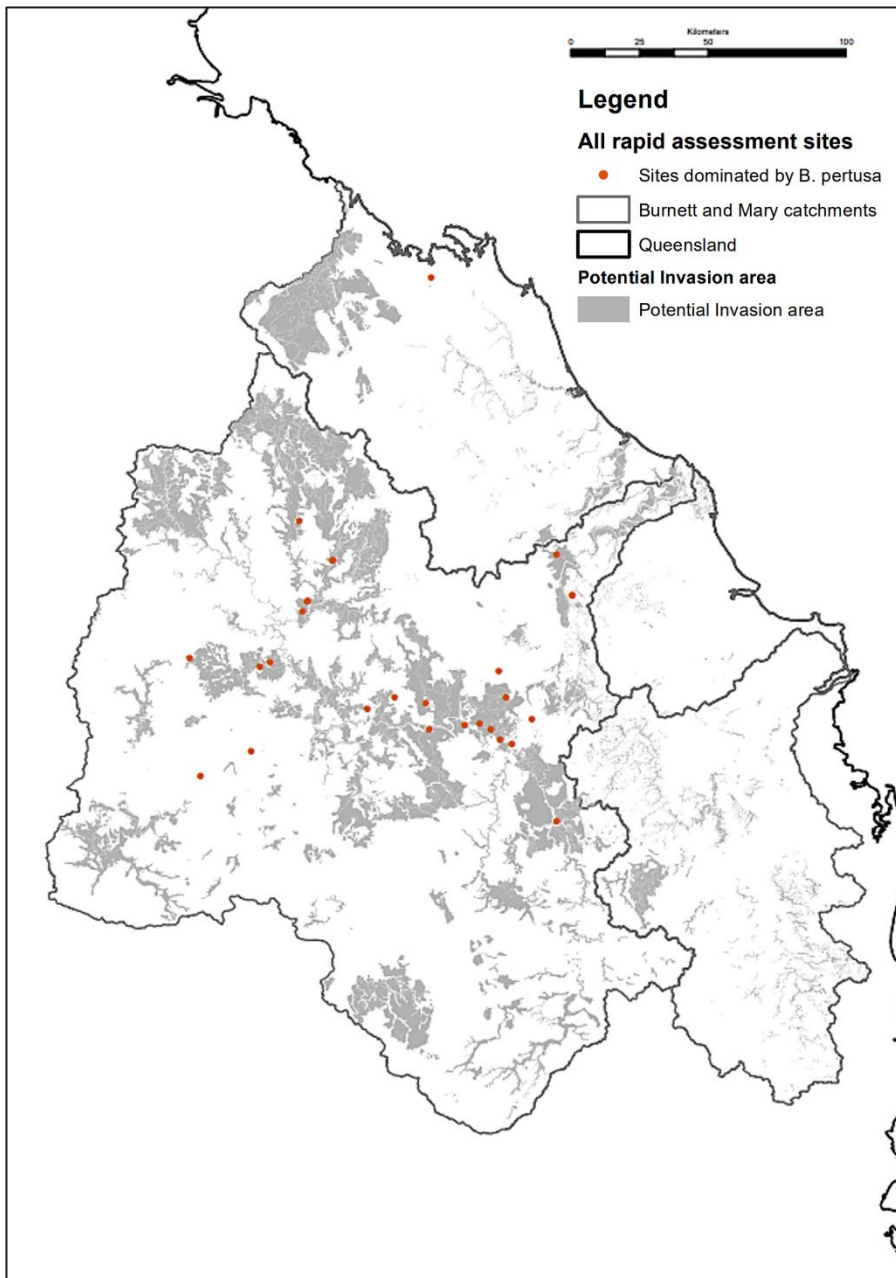 Kilometers
0 25 50 100
Legend
All rapid assessment sites
Sites dominated by B. pertusa
Burnett and Mary catchments
Queensland
Potential Invasion area
Potential Invasion area